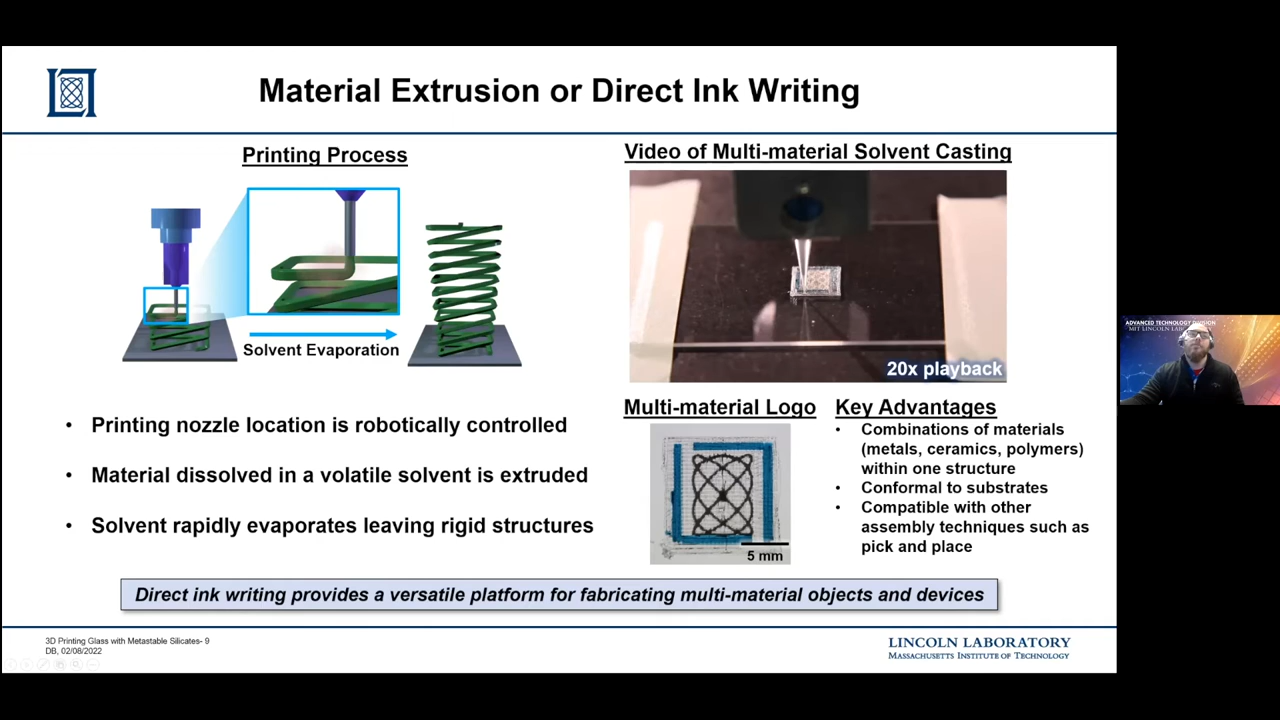 Material Extrusion or Direct Ink Writing
Printing Process
Solvent Evaporation
• Printing nozzle location is robotically controlled
• Material dissolved in a volatile solvent is extruded
• Solvent rapidly evaporates leaving rigid structures
Video of Multi-material Solvent Casting
20x playback
Multi-material Logo
5 mm
Key Advantages
• Combinations of materials
(metals, ceramics, polymers)
within one structure
• Conformal to substrates
• Compatible with other
assembly techniques such as
pick and place
Direct ink writing provides a versatile platform for fabricating multi-material objects and devices
3D Printing Glass with Metastable Silicates- 9
DB, 02/08/2022
LINCOLN LABORATORY
MASSACHUSETTS INSTITUTE OF TECHNOLOGY
ADVANCED TECHNOLOGY DIVISION
MIT LINCOLN